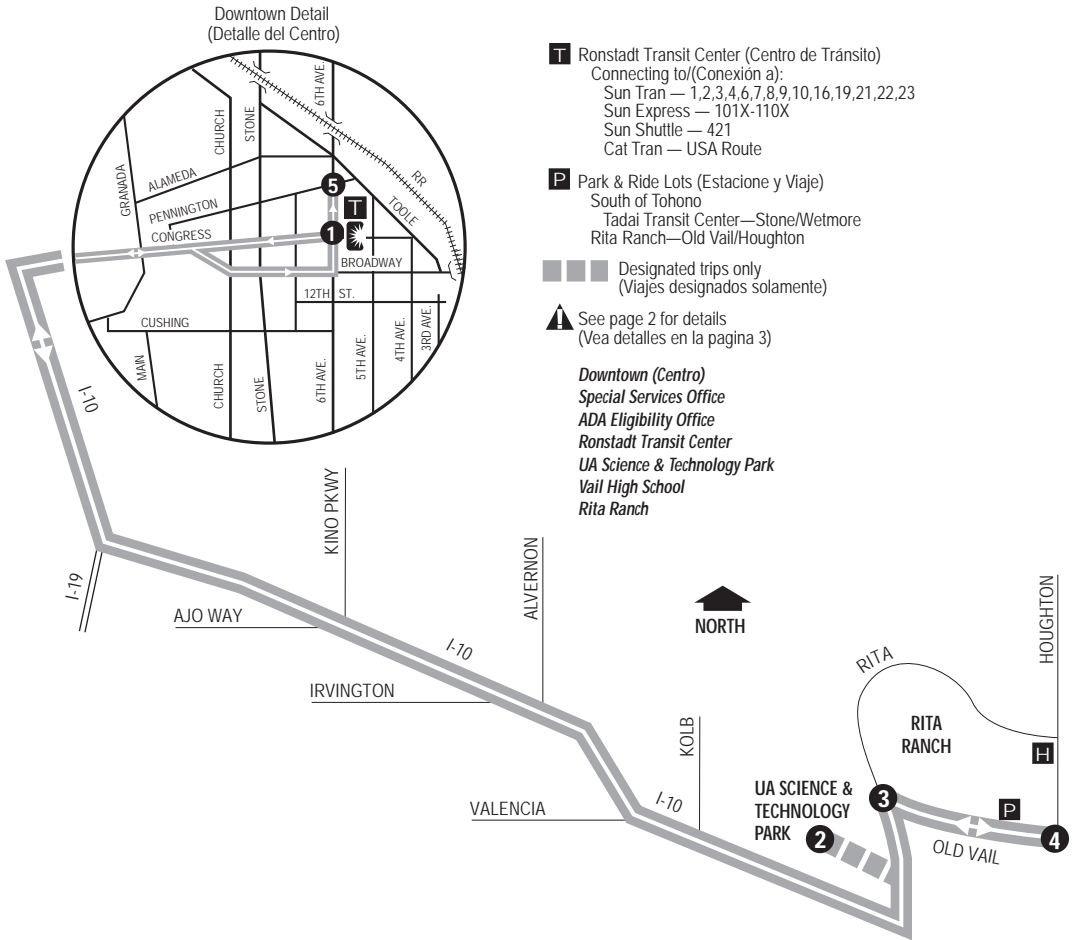 Downtown Detail
(Detalle del Centro)
6TH AVE.
STONE
CHURCH
GRANADA
ALAMEDA
RR
TOOLE
PENNINGTON
5
T
CONGRESS
1
BROADWAY
12TH ST.
CUSHING
MAIN
CHURCH
STONE
6TH AVE.
5TH AVE.
4TH AVE.
3RD AVE.
T Ronstadt Transit Center (Centro de Tránsito)
Connecting to/(Conexión a):
Sun Tran — 1,2,3,4,6,7,8,9,10,16,19,21,22,23
Sun Express — 101X-110X
Sun Shuttle — 421
Cat Tran — USA Route
P Park & Ride Lots (Estacione y Viaje)
South of Tohono
Tadai Transit Center—Stone/Wetmore
Rita Ranch—Old Vail/Houghton
Designated trips only
(Viajes designados solamente)
! See page 2 for details
(Vea detalles en la pagina 3)
Downtown (Centro)
Special Services Office
ADA Eligibility Office
Ronstadt Transit Center
UA Science & Technology Park
Vail High School
Rita Ranch
I-10
I-19
KINO PKWY
AJO WAY
I-10
ALVERNON
IRVINGTON
NORTH
HOUGHTON
RITA
RITA
RANCH
H
KOLB
I-10
VALENCIA
UA SCIENCE &
TECHNOLOGY
PARK
2
3
P
4
OLD VAIL